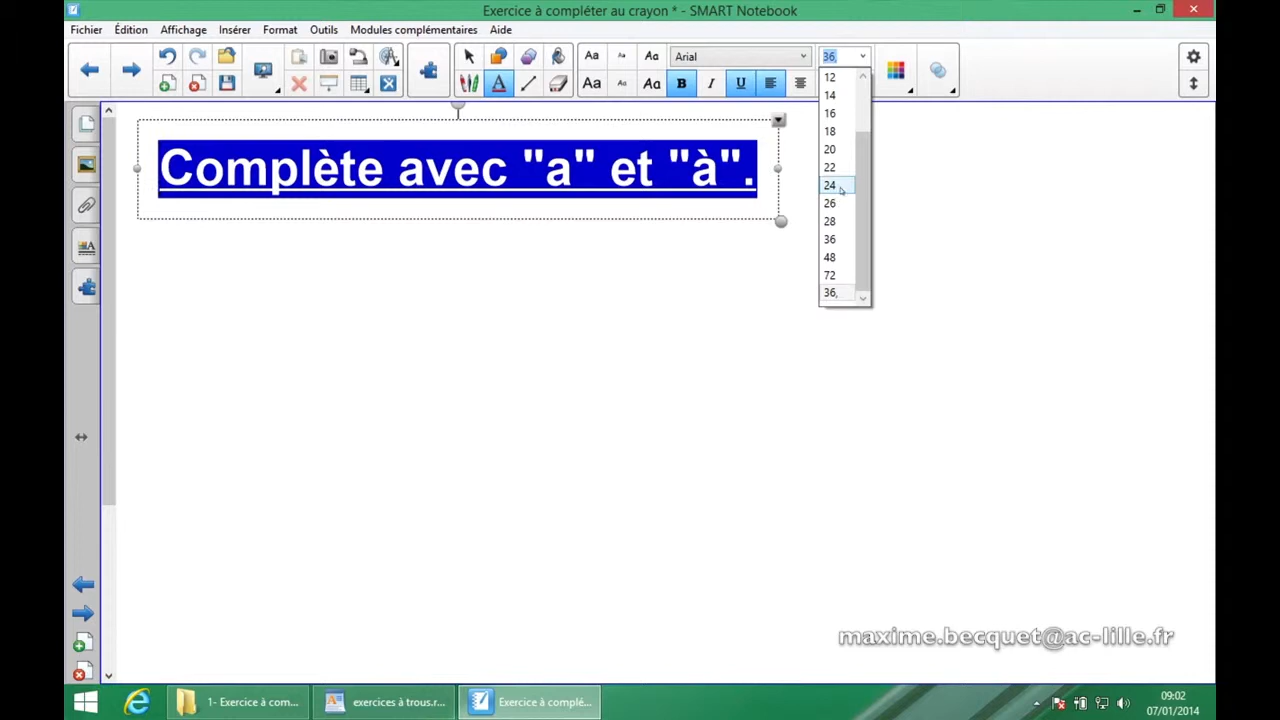 Exercice à compléter au crayon * - SMART Notebook
Fichier Édition Affichage Insérer Format Outils Modules complémentaires Aide
Aa Aa Aa Arial 36,
Aa Aa Aa B I U
12
14
16
18
20
22
24
26
28
36
48
72
36,
Complète avec "a" et "à".
maxime.becquet@ac-lille.fr
1- Exercice à com... exercices à trous.r... Exercice à complé...
09:02
07/01/2014